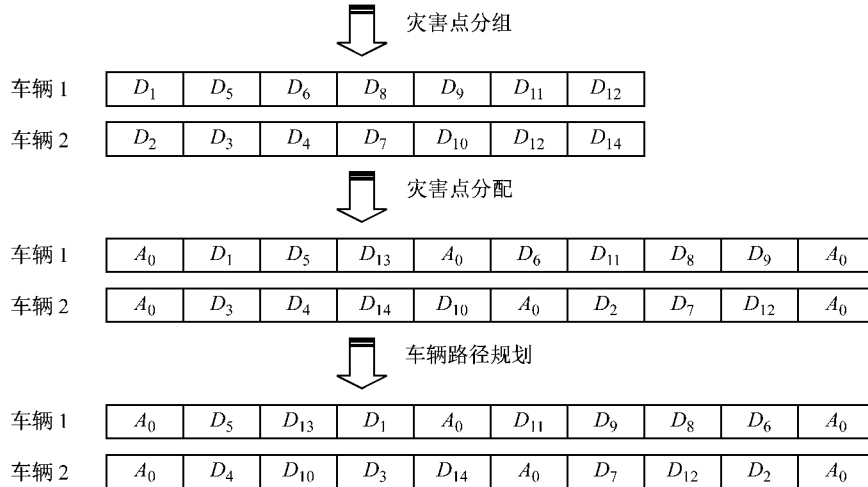 灾害点分组
车辆 1 D1 D5 D6 D8 D9 D11 D12
车辆 2 D2 D3 D4 D7 D10 D12 D14
灾害点分配
车辆 1 A0 D1 D5 D13 A0 D6 D11 D8 D9 A0
车辆 2 A0 D3 D4 D14 D10 A0 D2 D7 D12 A0
车辆路径规划
车辆 1 A0 D5 D13 D1 A0 D11 D9 D8 D6 A0
车辆 2 A0 D4 D10 D3 D14 A0 D7 D12 D2 A0